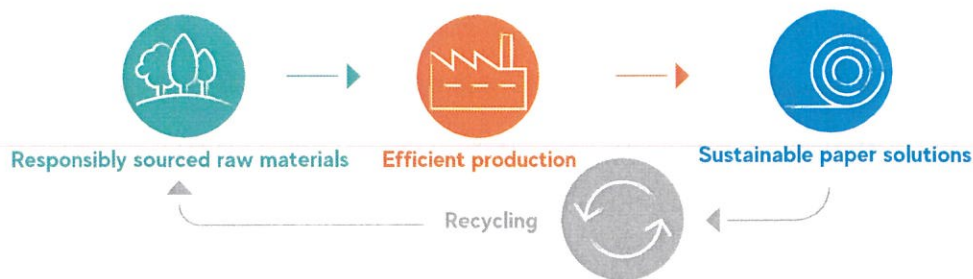 Responsibly sourced raw materials
Efficient production
Sustainable paper solutions
Recycling